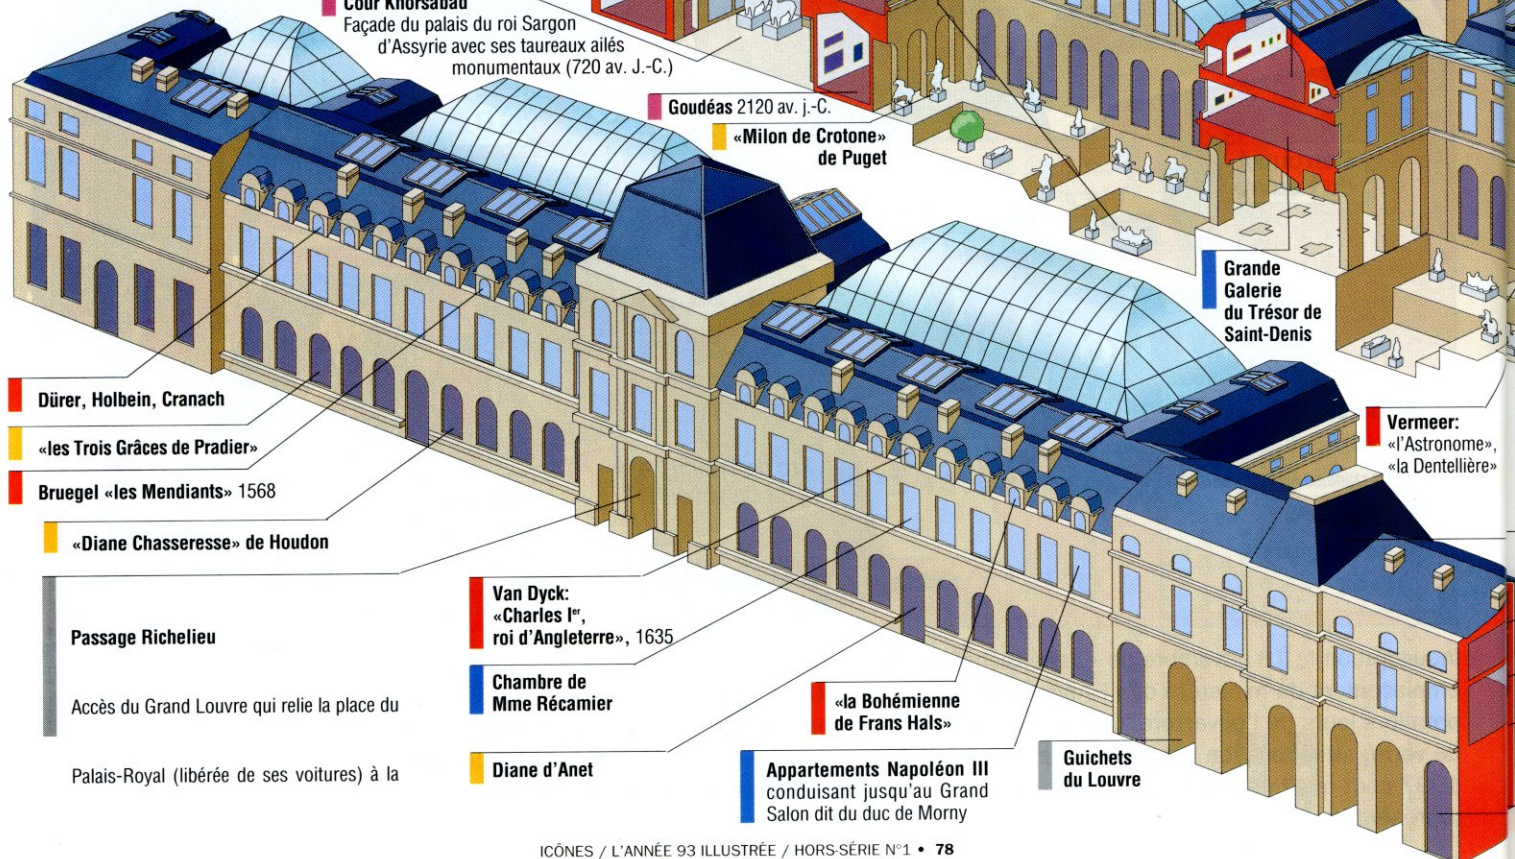 Cour Khorsabad
Façade du palais du roi Sargon
d'Assyrie avec ses taureaux ailés
monumentaux (720 av. J.-C.)
Goudéas 2120 av. j.-C.
«Milon de Crotone»
de Puget
Grande
Galerie
du Trésor de
Saint-Denis
Vermeer:
«l'Astronome»,
«la Dentellière»
Dürer, Holbein, Cranach
«les Trois Grâces de Pradier»
Bruegel «les Mendiants» 1568
«Diane Chasseresse» de Houdon
Passage Richelieu
Accès du Grand Louvre qui relie la place du
Palais-Royal (libérée de ses voitures) à la
Van Dyck:
«Charles Ier,
roi d'Angleterre», 1635
Chambre de
Mme Récamier
Diane d'Anet
«la Bohémienne
de Frans Hals»
Appartements Napoléon III
conduisant jusqu'au Grand
Salon dit du duc de Morny
Guichets
du Louvre
ICÔNES / L'ANNÉE 93 ILLUSTRÉE / HORS-SÉRIE N°1 • 78